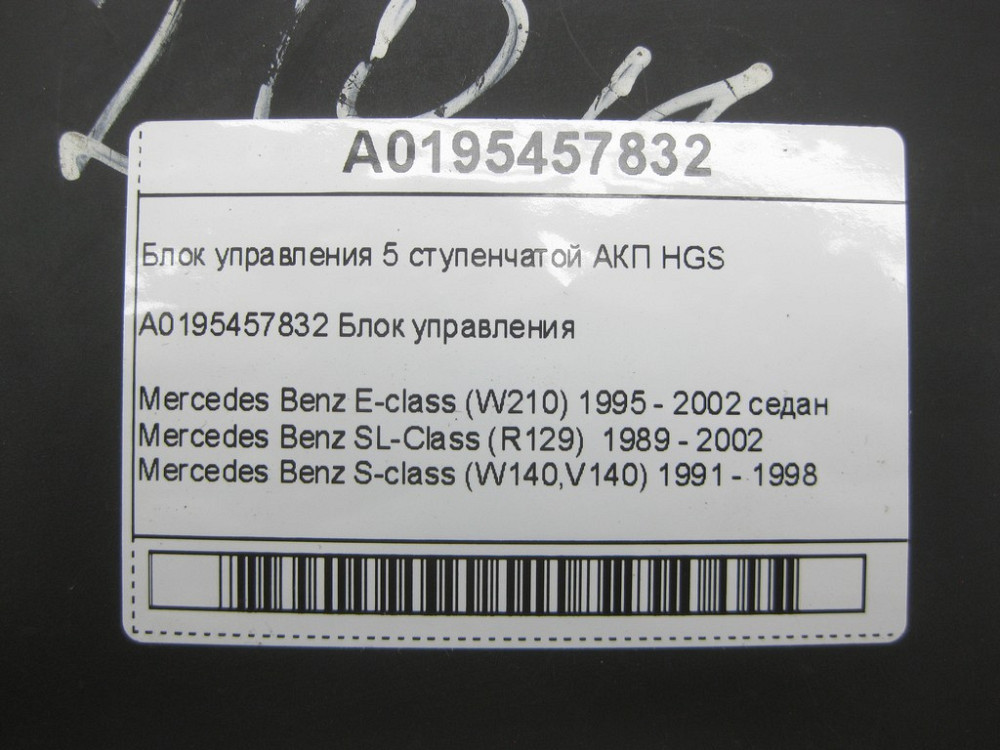 A0195457832
Блок управления 5 ступенчатой АКП HGS
A0195457832 Блок управления
Mercedes Benz E-class (W210) 1995 - 2002 седан
Mercedes Benz SL-Class (R129) 1989 - 2002
Mercedes Benz S-class (W140,V140) 1991 - 1998